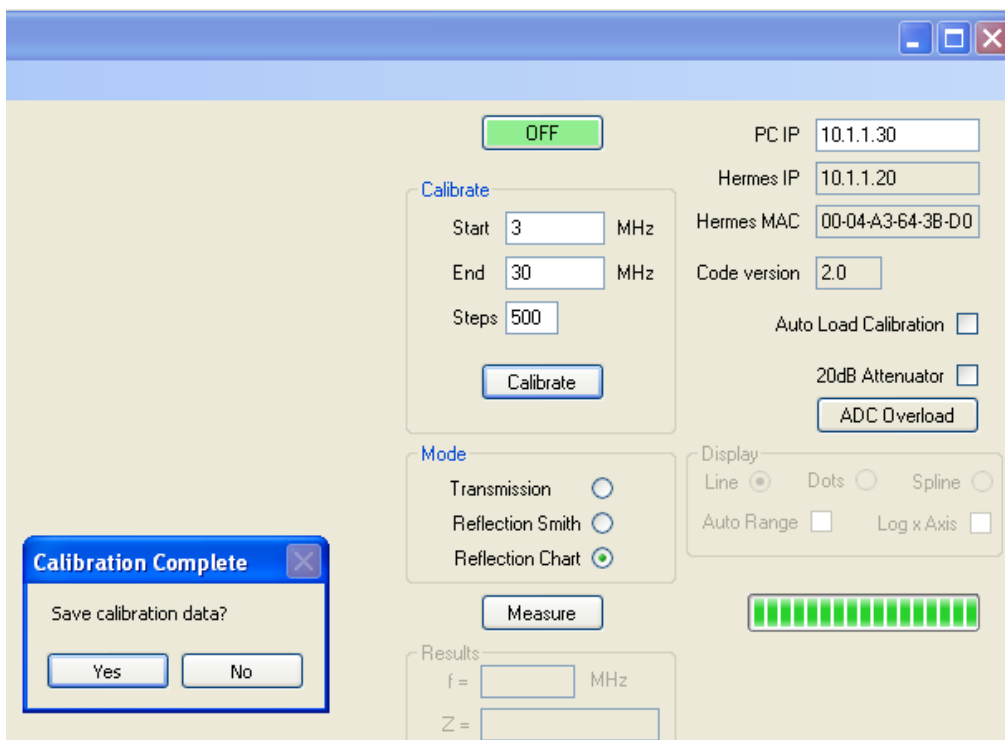 OFF
PC IP 10.1.1.30
Hermes IP 10.1.1.20
Calibrate
Start 3 MHz
Hermes MAC 00-04-A3-64-3B-D0
End 30 MHz
Code version 2.0
Steps 500
Auto Load Calibration
Calibrate
20dB Attenuator
ADC Overload
Mode
Display
Transmission
Line Dots Spline
Reflection Smith
Auto Range Log x Axis
Reflection Chart
Calibration Complete
Save calibration data?
Yes No
Measure
Results
f = MHz
Z =